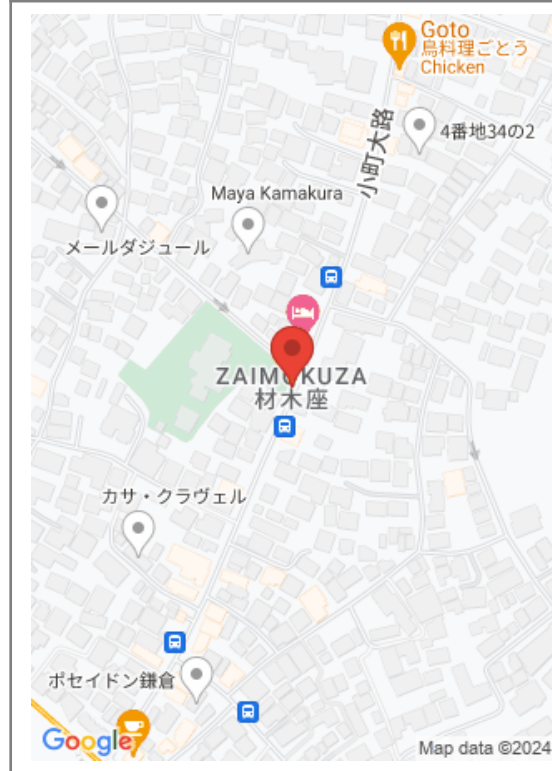 Goto
鳥料理ごとう
Chicken
4番地34の2
小町大路
Maya Kamakura
メールダジュール
ZAIMOKUZA
材木座
カサ・クラヴェル
ポセイドン鎌倉
Google
Map data ©2024